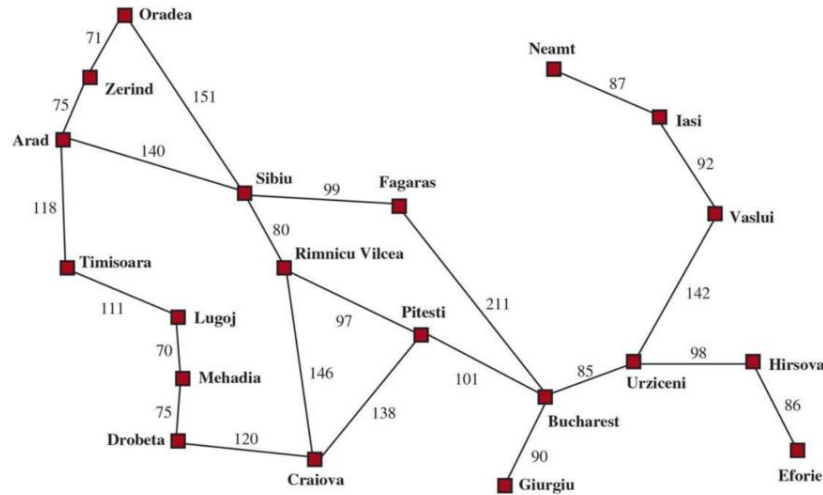 Oradea
71
Neamt
Zerind
87
75
151
Iasi
Arad
140
92
Sibiu
Fagaras
99
118
Vaslui
80
Timisoara
Rimnicu Vilcea
142
111
Lugoj
97
Pitesti
211
70
98
Hirsova
Mehadia
146
101
85
Urziceni
75
138
86
Bucharest
120
Drobeta
90
Craiova
Giurgiu
Eforie